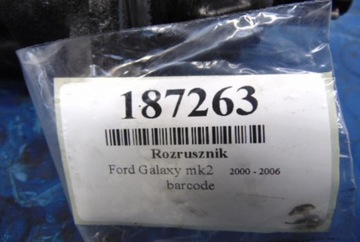 187263
Rozrusznik
Ford Galaxy mk2 2000 - 2006
barcode